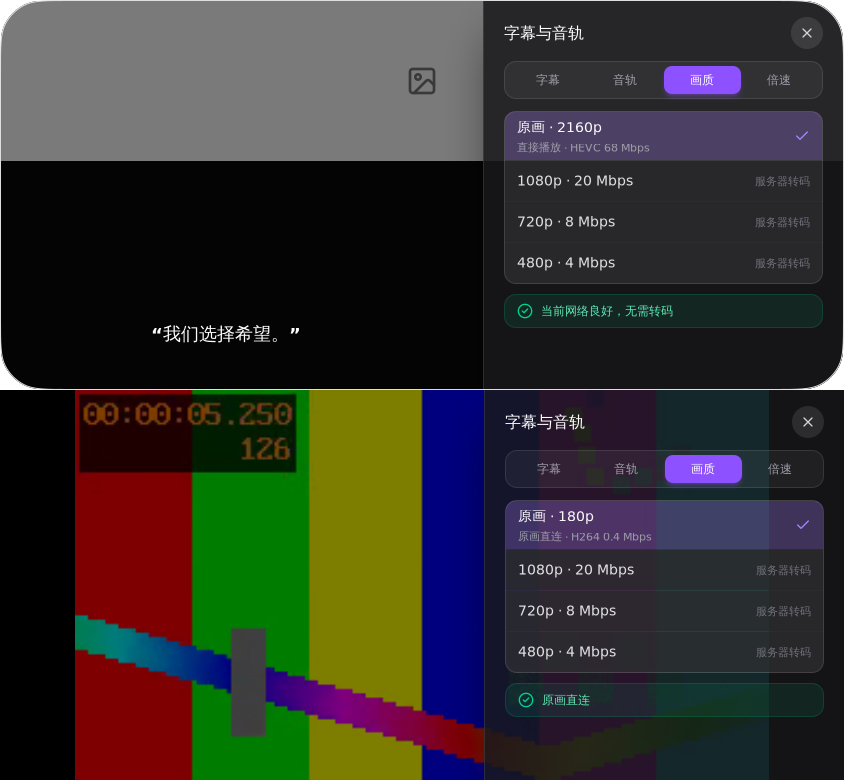 字幕与音轨
字幕 音轨 画质 倍速
原画 · 2160p
直接播放 · HEVC 68 Mbps
1080p · 20 Mbps 服务器转码
720p · 8 Mbps 服务器转码
480p · 4 Mbps 服务器转码
当前网络良好，无需转码
“我们选择希望。”
00:00:05.250
126
字幕与音轨
字幕 音轨 画质 倍速
原画 · 180p
原画直连 · H264 0.4 Mbps
1080p · 20 Mbps 服务器转码
720p · 8 Mbps 服务器转码
480p · 4 Mbps 服务器转码
原画直连